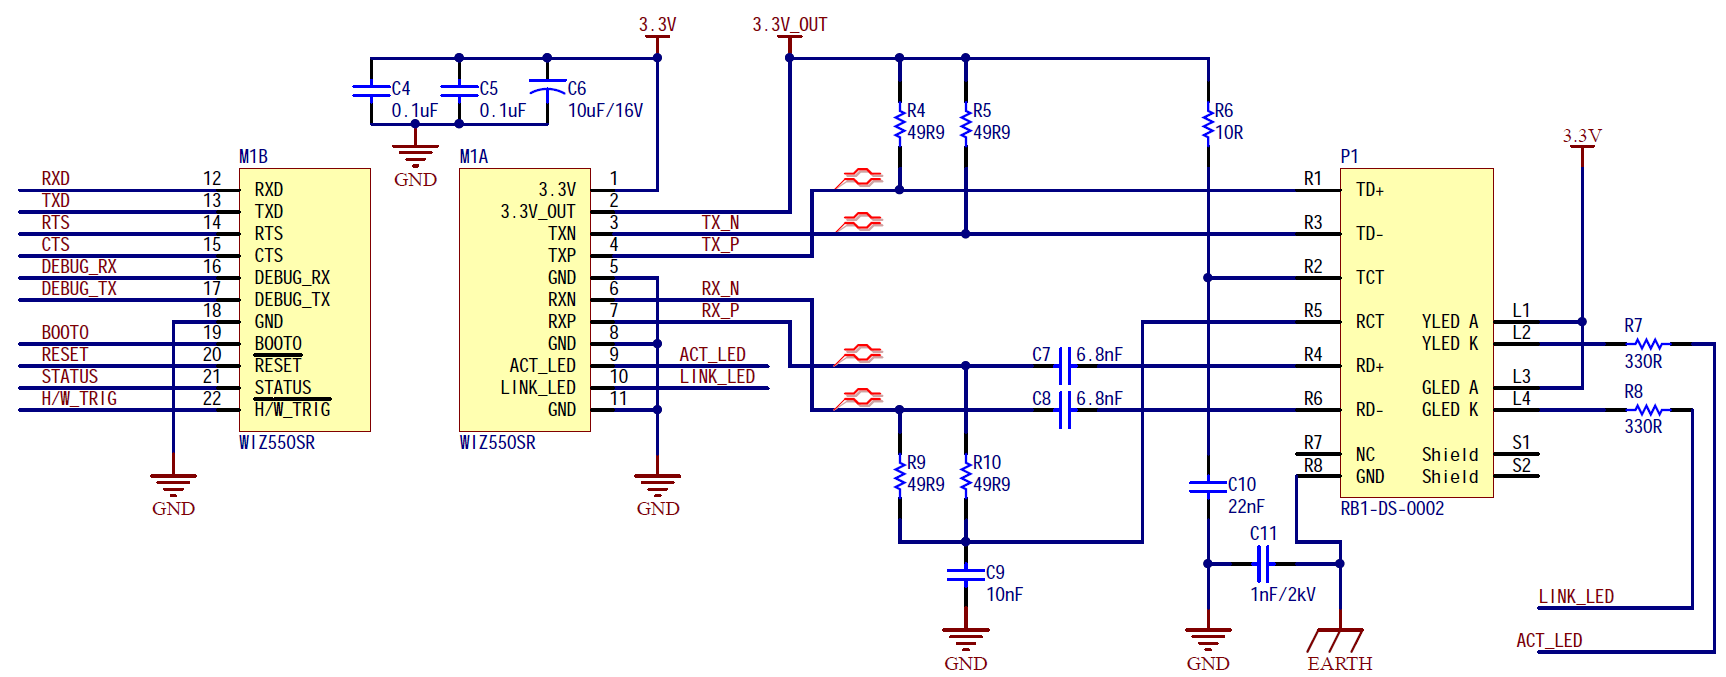 3.3V
3.3V_OUT
C4
0.1uF
C5
0.1uF
C6
10uF/16V
GND
R4
49R9
R5
49R9
R6
10R
3.3V
M1B
RXD 12 RXD
TXD 13 TXD
RTS 14 RTS
CTS 15 CTS
DEBUG_RX 16 DEBUG_RX
DEBUG_TX 17 DEBUG_TX
18 GND
BOOT0 19 BOOT0
RESET 20 RESET
STATUS 21 STATUS
H/W_TRIG 22 H/W_TRIG
WIZ550SR
GND
M1A
3.3V 1
3.3V_OUT 2
TXN 3 TX_N
TXP 4 TX_P
GND 5
RXN 6 RX_N
RXP 7 RX_P
GND 8
ACT_LED 9 ACT_LED
LINK_LED 10 LINK_LED
GND 11
WIZ550SR
GND
C7 6.8nF
C8 6.8nF
R9
49R9
R10
49R9
C9
10nF
GND
C10
22nF
C11
1nF/2kV
GND
EARTH
P1
R1 TD+
R3 TD-
R2 TCT
R5 RCT YLED A L1
YLED K L2
R4 RD+ GLED A L3
R6 RD- GLED K L4
R7 NC Shield S1
R8 GND Shield S2
RB1-DS-0002
R7
330R
R8
330R
LINK_LED
ACT_LED